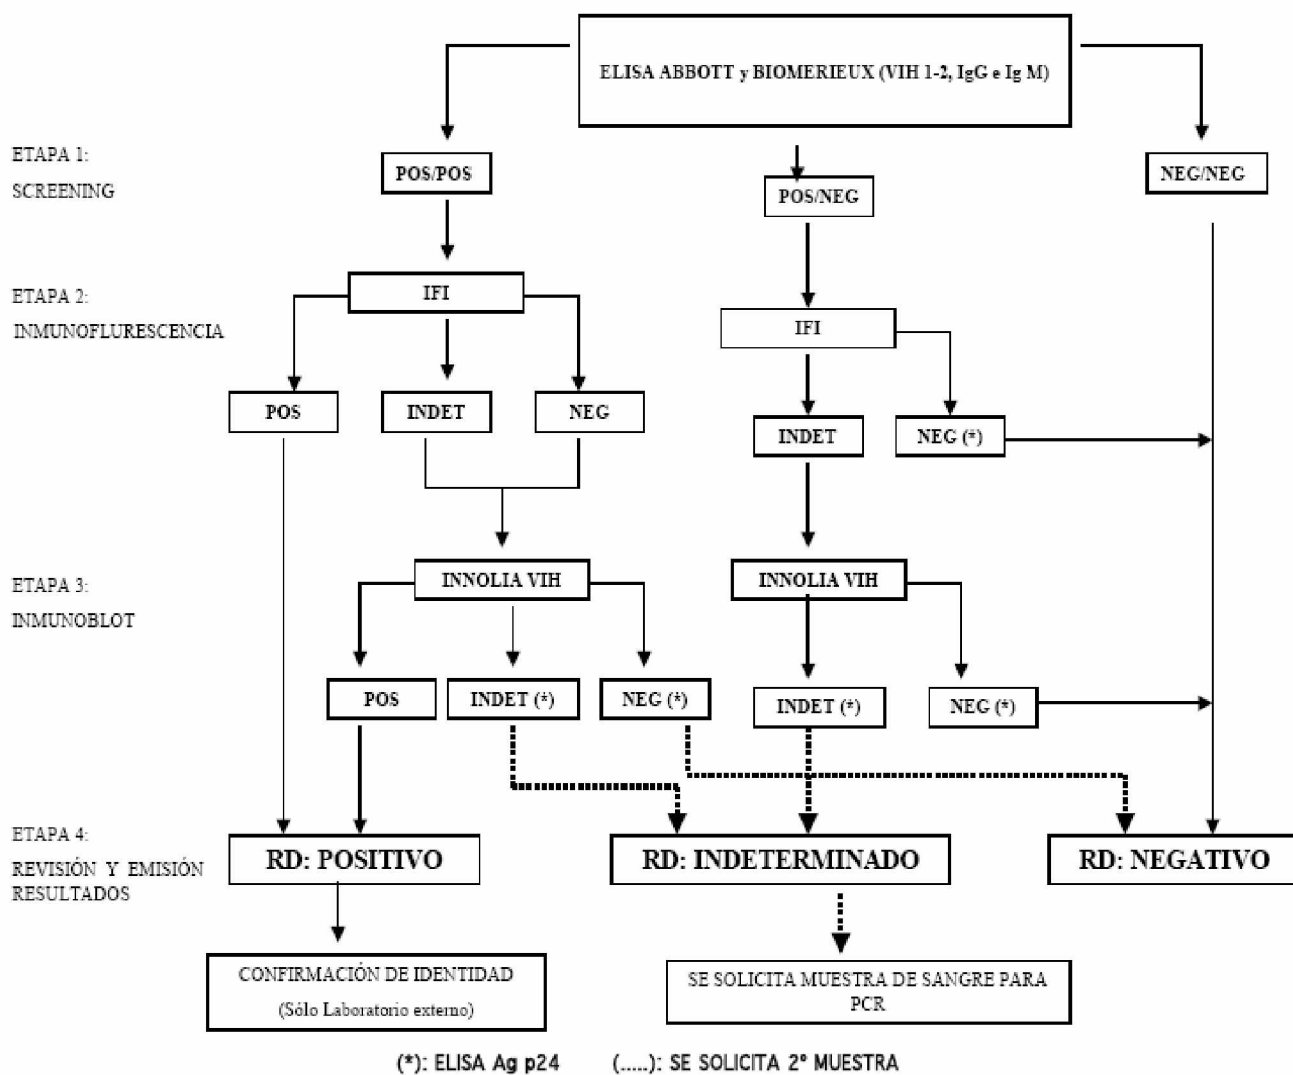 ELISA ABBOTT y BIOMERIEUX (VIH 1-2, IgG e Ig M)
ETAPA 1:
SCREENING
POS/POS
POS/NEG
NEG/NEG
ETAPA 2:
INMUNOFLURESCENCIA
IFI
IFI
POS
INDET
NEG
INDET
NEG (*)
ETAPA 3:
INMUNOBLOT
INNOLIA VIH
INNOLIA VIH
POS
INDET (*)
NEG (*)
INDET (*)
NEG (*)
ETAPA 4:
REVISIÓN Y EMISIÓN
RESULTADOS
RD: POSITIVO
RD: INDETERMINADO
RD: NEGATIVO
CONFIRMACIÓN DE IDENTIDAD
(Sólo Laboratorio externo)
SE SOLICITA MUESTRA DE SANGRE PARA
PCR
(*): ELISA Ag p24 (.....): SE SOLICITA 2º MUESTRA